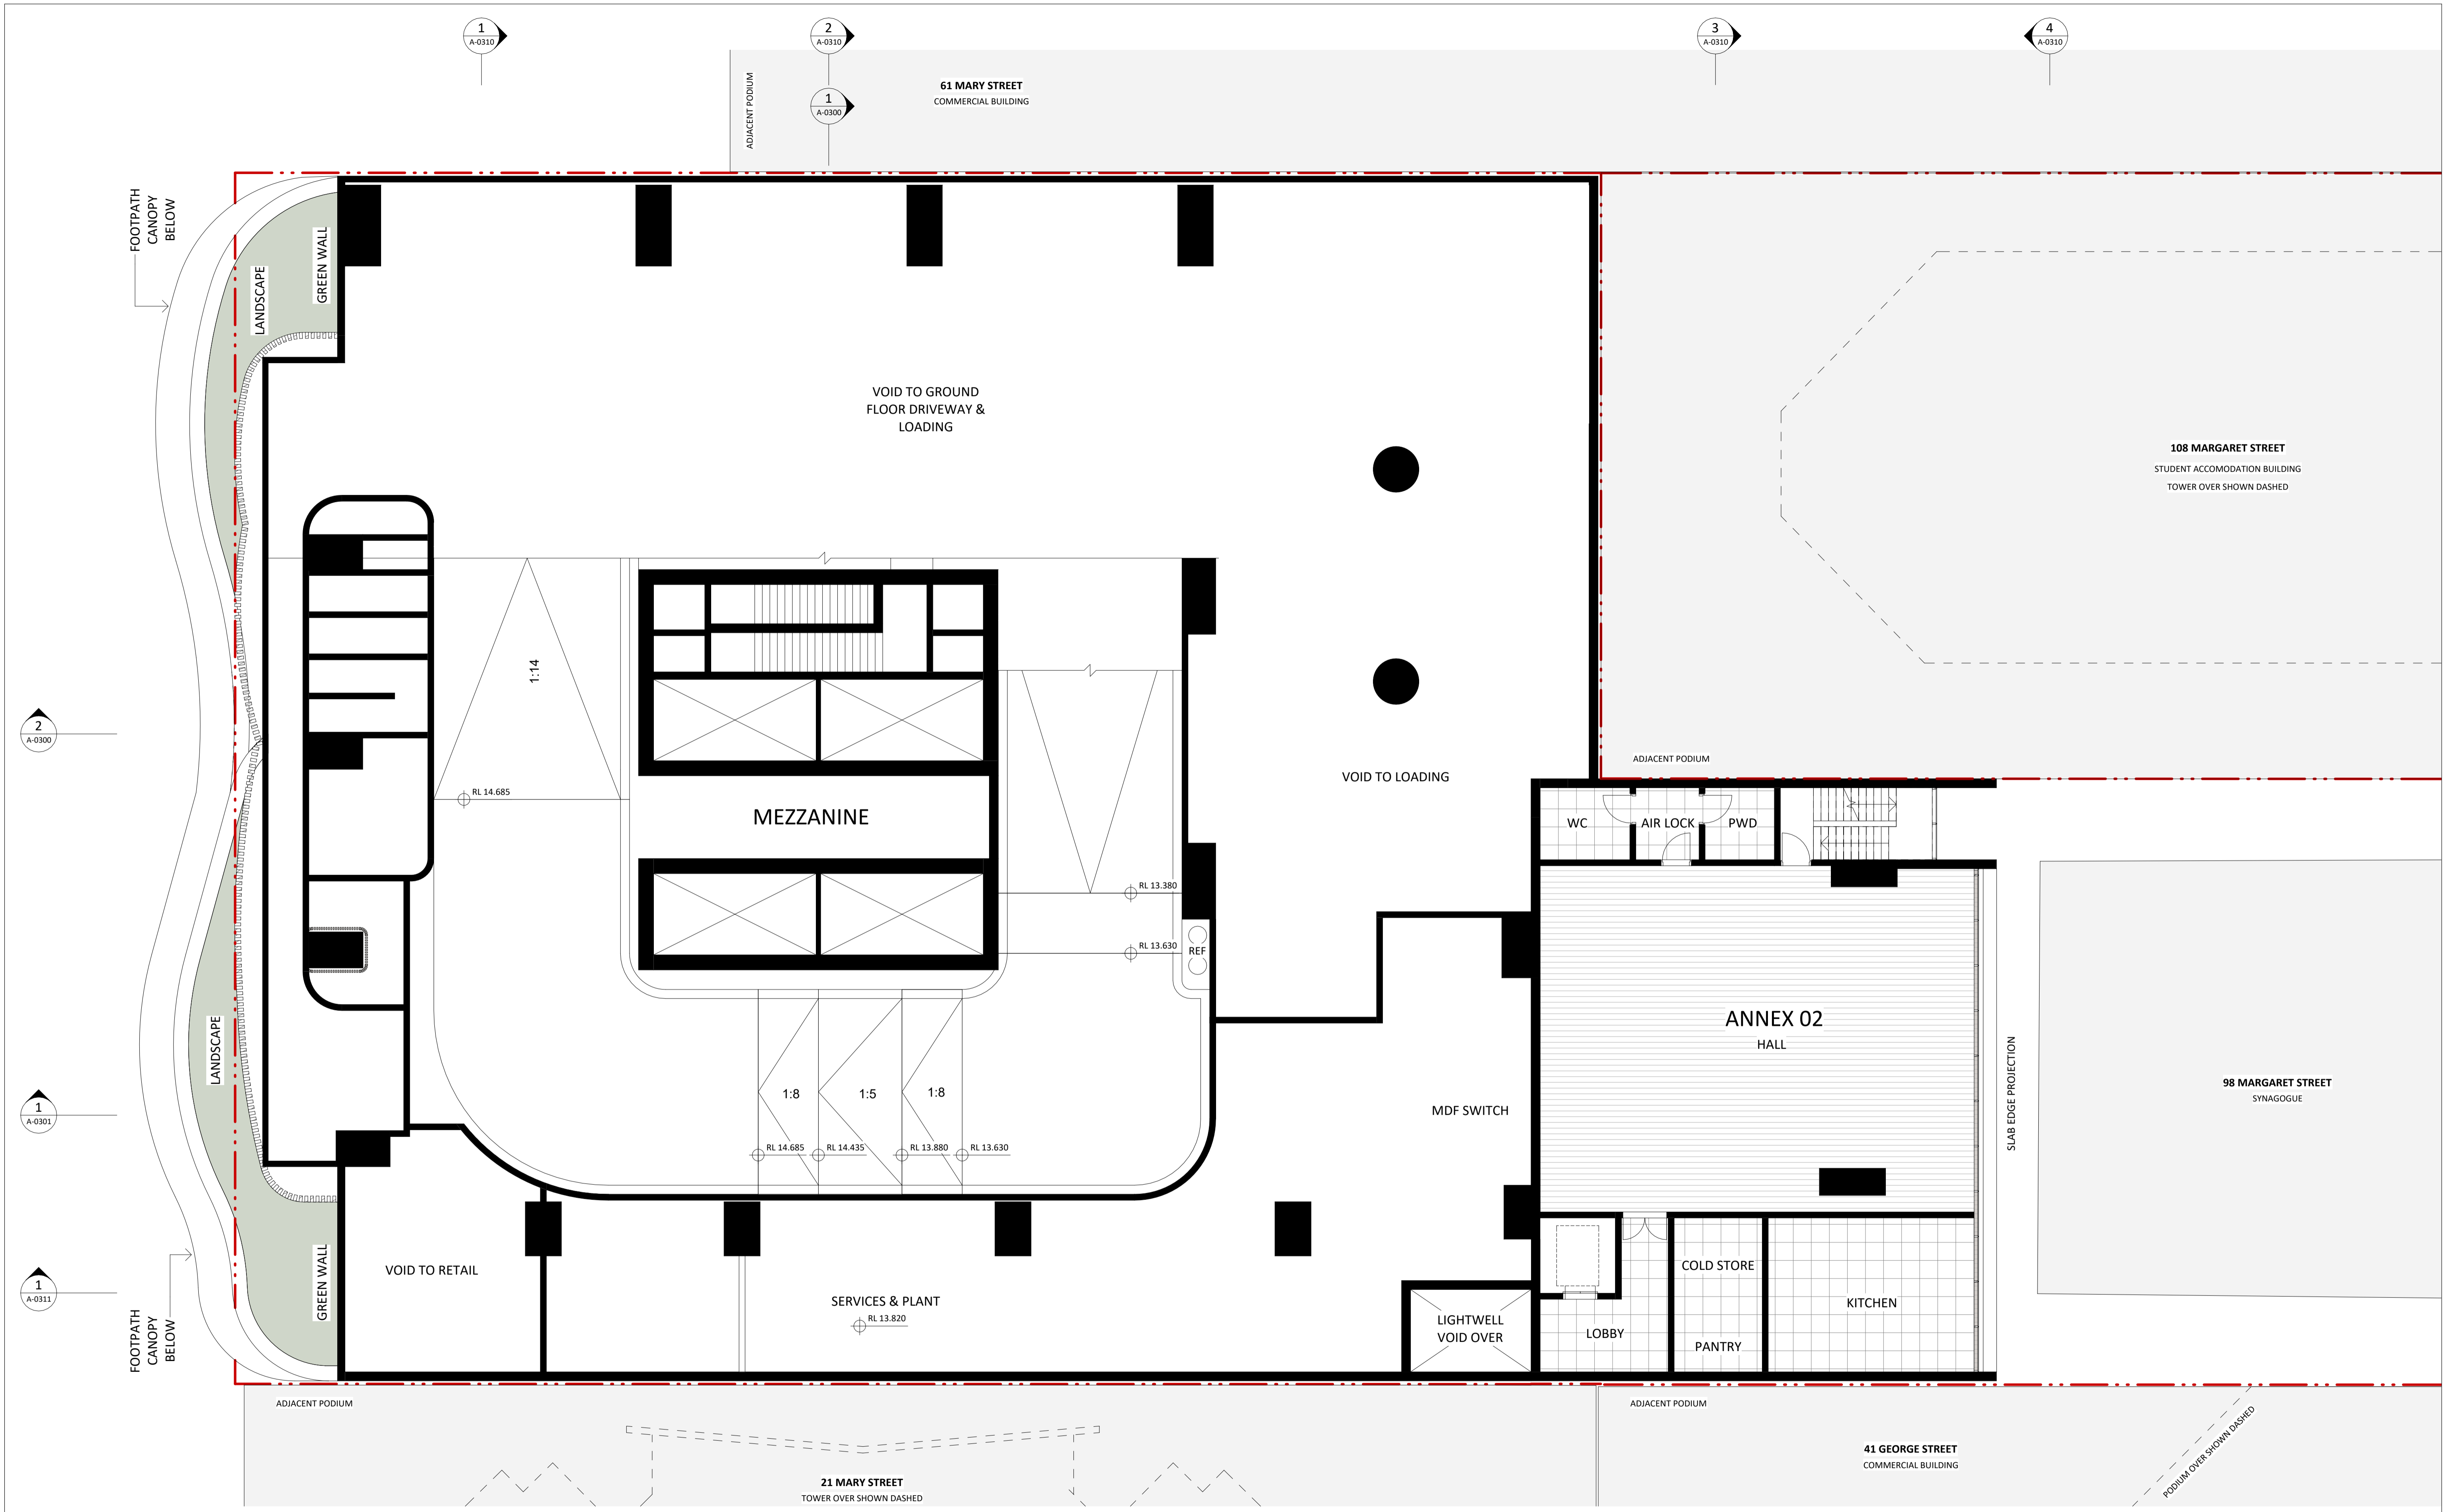 1
A-0310
2
A-0310
3
A-0310
4
A-0310
ADJACENT PODIUM
61 MARY STREET
COMMERCIAL BUILDING
1
A-0300
FOOTPATH
CANOPY
BELOW
GREEN WALL
LANDSCAPE
VOID TO GROUND
FLOOR DRIVEWAY &
LOADING
108 MARGARET STREET
STUDENT ACCOMODATION BUILDING
TOWER OVER SHOWN DASHED
1:14
2
A-0300
ADJACENT PODIUM
VOID TO LOADING
RL 14.685
MEZZANINE
WC
AIR LOCK
PWD
RL 13.380
RL 13.630
REF
ANNEX 02
HALL
LANDSCAPE
SLAB EDGE PROJECTION
98 MARGARET STREET
SYNAGOGUE
1:8
1:5
1:8
MDF SWITCH
1
A-0301
RL 14.685
RL 14.435
RL 13.880
RL 13.630
COLD STORE
VOID TO RETAIL
GREEN WALL
1
A-0311
SERVICES & PLANT
RL 13.820
KITCHEN
LIGHTWELL
VOID OVER
LOBBY
PANTRY
FOOTPATH
CANOPY
BELOW
ADJACENT PODIUM
ADJACENT PODIUM
41 GEORGE STREET
COMMERCIAL BUILDING
PODIUM OVER SHOWN DASHED
21 MARY STREET
TOWER OVER SHOWN DASHED